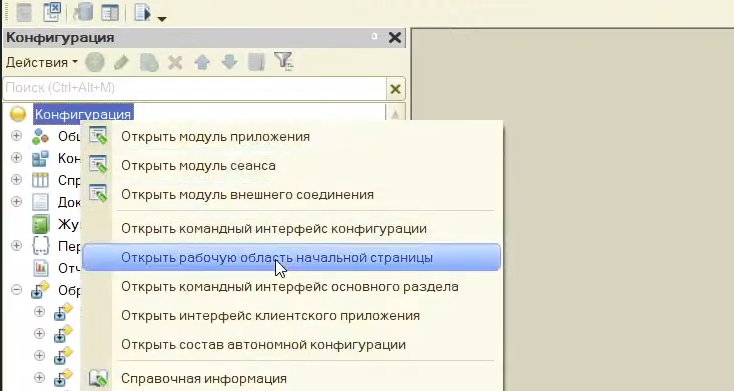 Конфигурация
Действия
Поиск (Ctrl+Alt+M)
Конфигурация
Общ
Открыть модуль приложения
Кон
Открыть модуль сеанса
Спр
Открыть модуль внешнего соединения
Док
Жу
Открыть командный интерфейс конфигурации
Пер
Открыть рабочую область начальной страницы
Отч
Обр
Открыть командный интерфейс основного раздела
Открыть интерфейс клиентского приложения
Открыть состав автономной конфигурации
Справочная информация